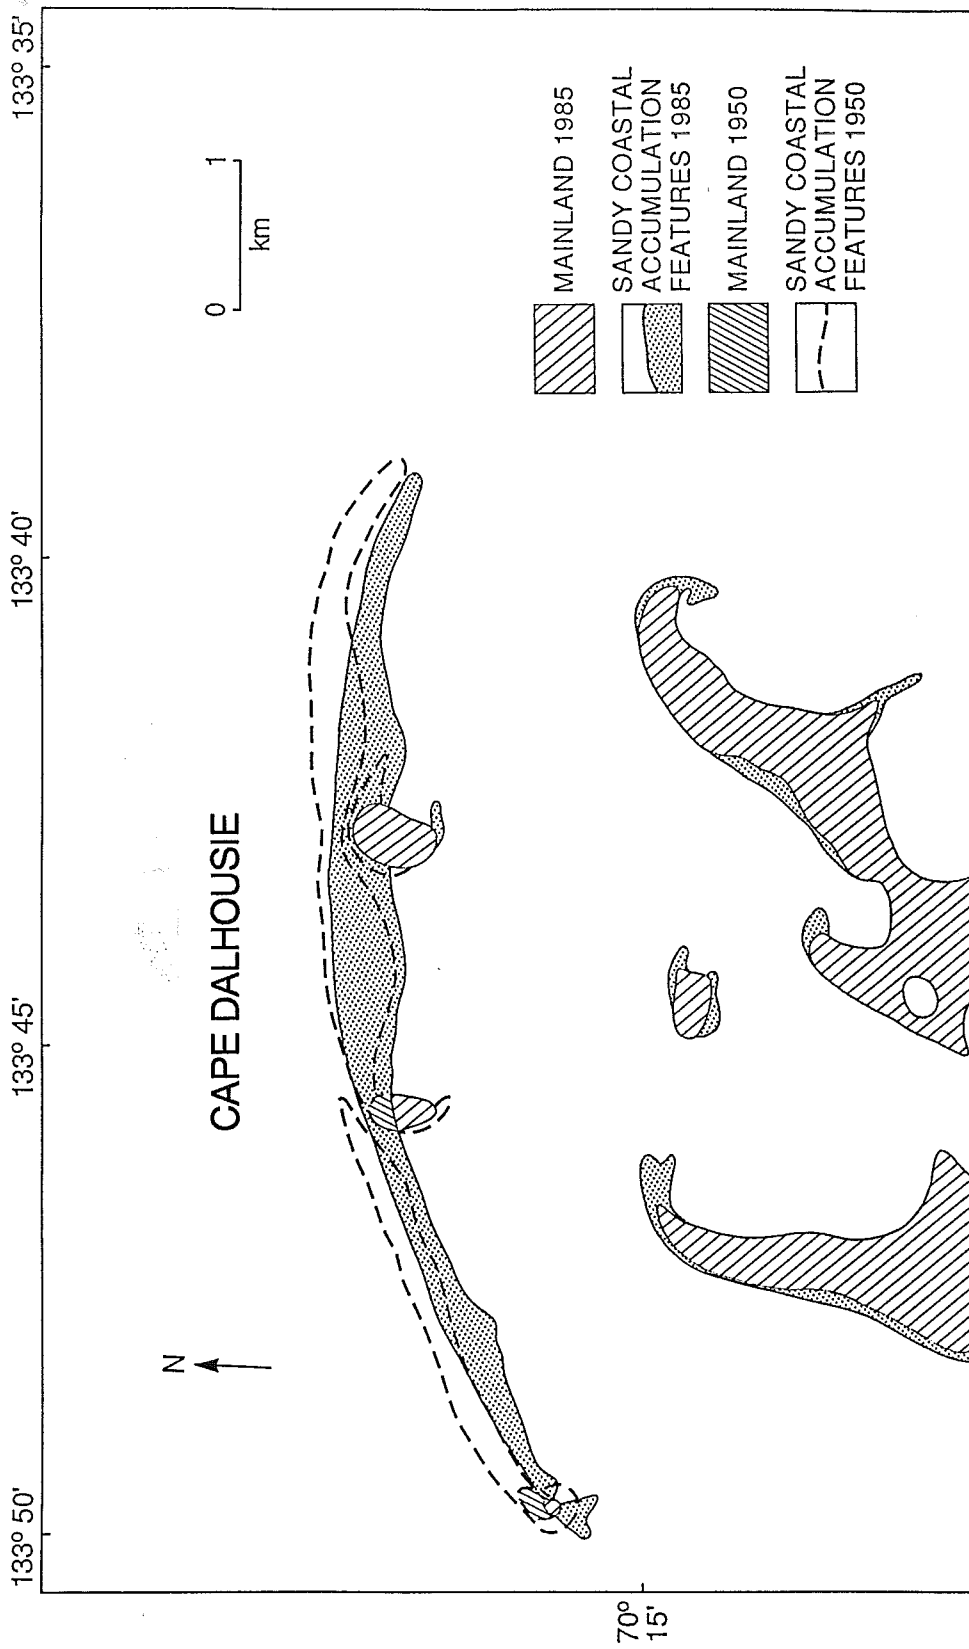 133° 50'
133° 45'
133° 40'
133° 35'
N
CAPE DALHOUSIE
0
1
km
MAINLAND 1985
SANDY COASTAL
ACCUMULATION
FEATURES 1985
MAINLAND 1950
SANDY COASTAL
ACCUMULATION
FEATURES 1950
70°
15'